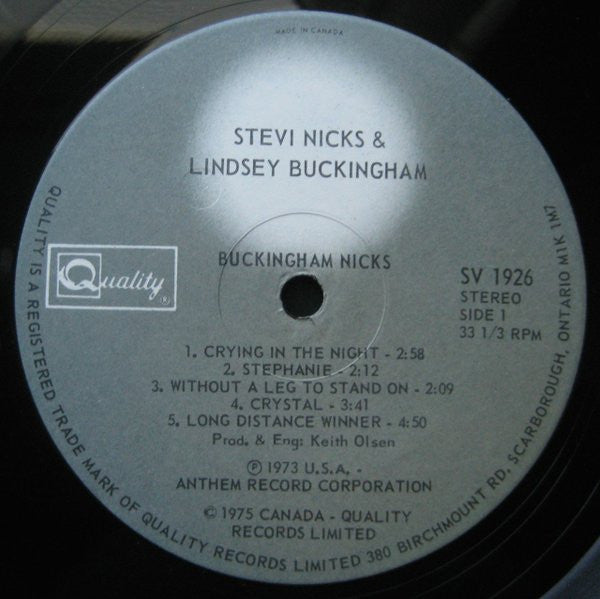 MADE IN CANADA
STEVI NICKS &
LINDSEY BUCKINGHAM
BUCKINGHAM NICKS
Quality®
SV 1926
STEREO
SIDE 1
33 1/3 RPM
1. CRYING IN THE NIGHT - 2:58
2. STEPHANIE - 2:12
3. WITHOUT A LEG TO STAND ON - 2:09
4. CRYSTAL - 3:41
5. LONG DISTANCE WINNER - 4:50
Prod. & Eng: Keith Olsen
℗ 1973 U.S.A. -
ANTHEM RECORD CORPORATION
© 1975 CANADA - QUALITY
RECORDS LIMITED
QUALITY IS A REGISTERED TRADE MARK OF QUALITY RECORDS LIMITED 380 BIRCHMOUNT RD. SCARBOROUGH, ONTARIO M1K 1M7